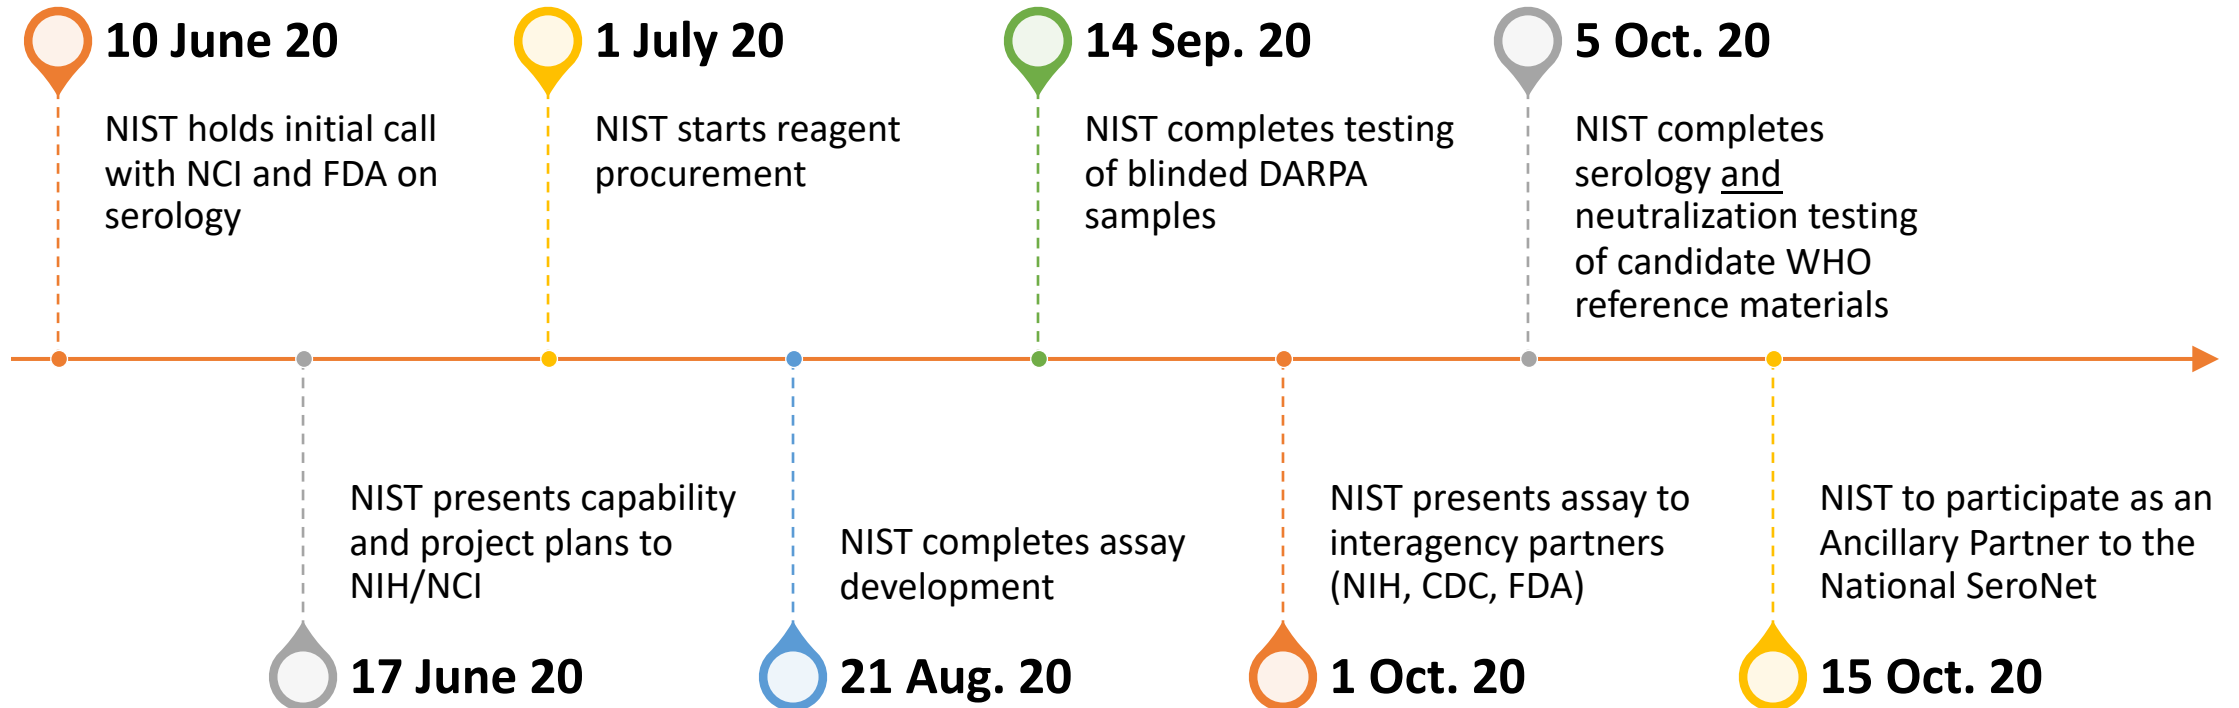 10 June 20
NIST holds initial call
with NCI and FDA on
serology
1 July 20
NIST starts reagent
procurement
14 Sep. 20
NIST completes testing
of blinded DARPA
samples
5 Oct. 20
NIST completes
serology and
neutralization testing
of candidate WHO
reference materials
NIST presents capability
and project plans to
NIH/NCI
17 June 20
NIST completes assay
development
21 Aug. 20
NIST presents assay to
interagency partners
(NIH, CDC, FDA)
1 Oct. 20
NIST to participate as an
Ancillary Partner to the
National SeroNet
15 Oct. 20